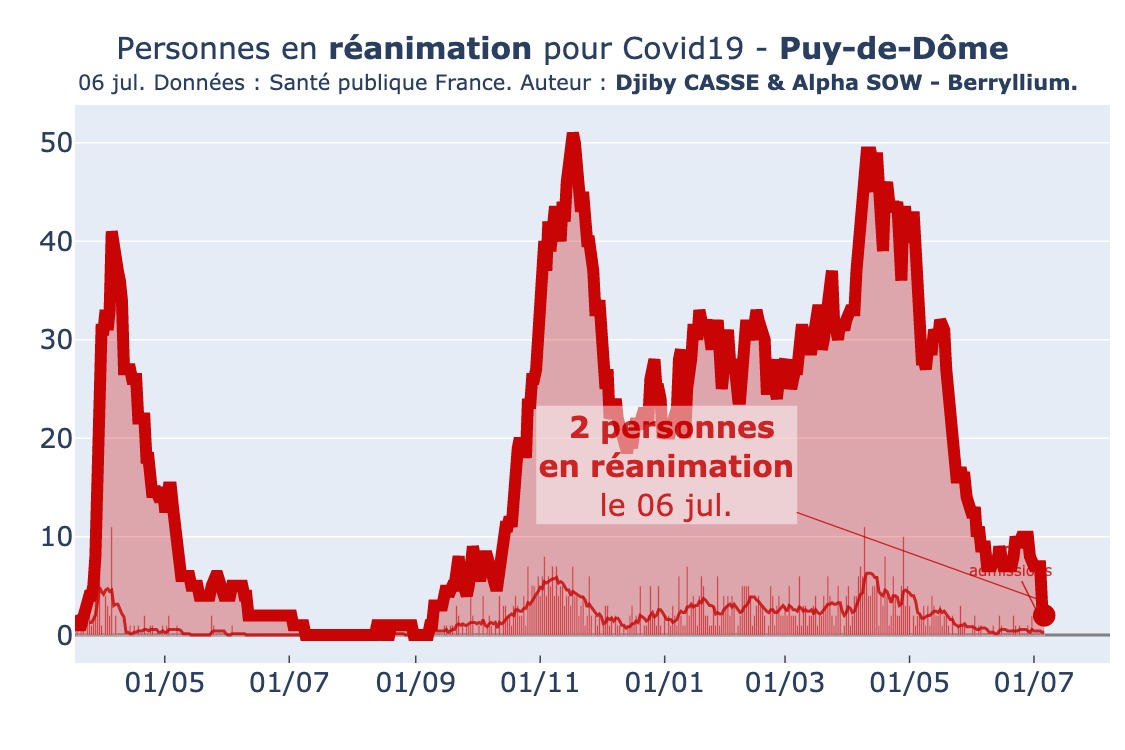 Personnes en réanimation pour Covid19 - Puy-de-Dôme
06 jul. Données : Santé publique France. Auteur : Djiby CASSE & Alpha SOW - Berryllium.
50
40
30
20
10
0
2 personnes
en réanimation
le 06 jul.
admissions
01/05
01/07
01/09
01/11
01/01
01/03
01/05
01/07